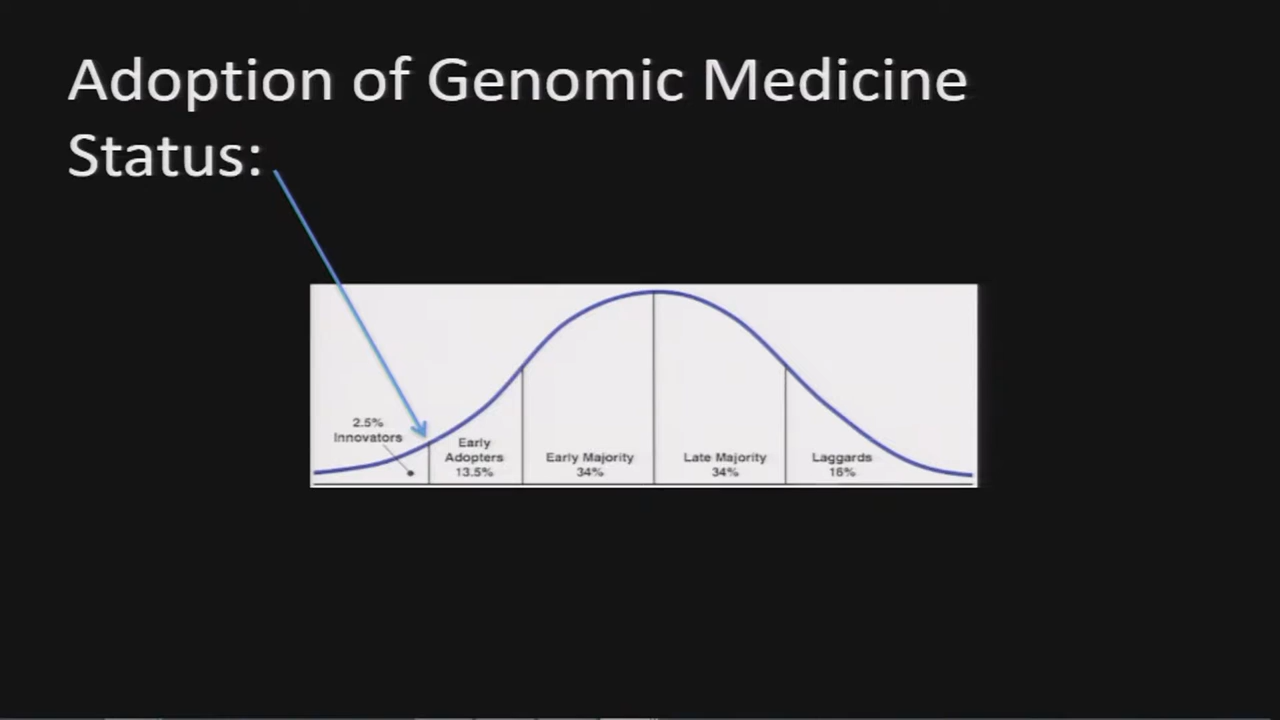 Adoption of Genomic Medicine
Status:
2.5%
Innovators
Early
Adopters
13.5%
Early Majority
34%
Late Majority
34%
Laggards
16%